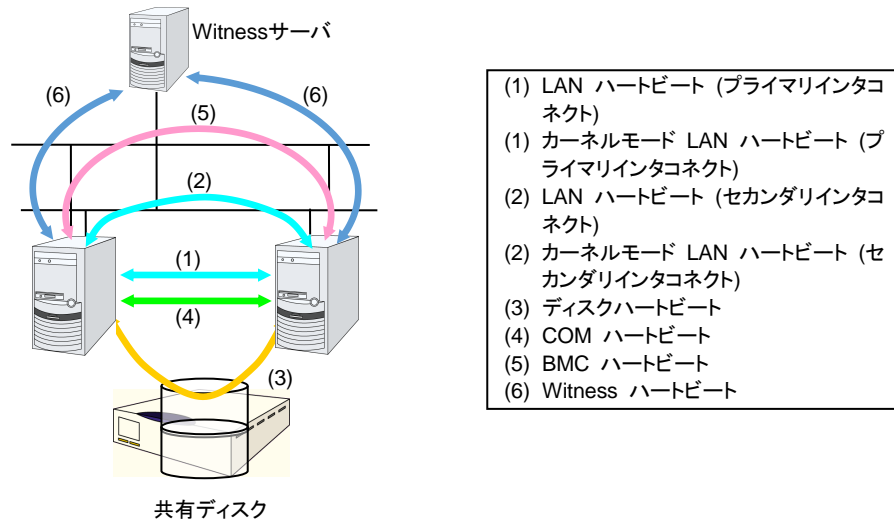 Witnessサーバ
(6)
(6)
(5)
(2)
(1)
(4)
(3)
共有ディスク
(1) LAN ハートビート (プライマリインタコ
ネクト)
(1) カーネルモード LAN ハートビート (プ
ライマリインタコネクト)
(2) LAN ハートビート (セカンダリインタコ
ネクト)
(2) カーネルモード LAN ハートビート (セ
カンダリインタコネクト)
(3) ディスクハートビート
(4) COM ハートビート
(5) BMC ハートビート
(6) Witness ハートビート